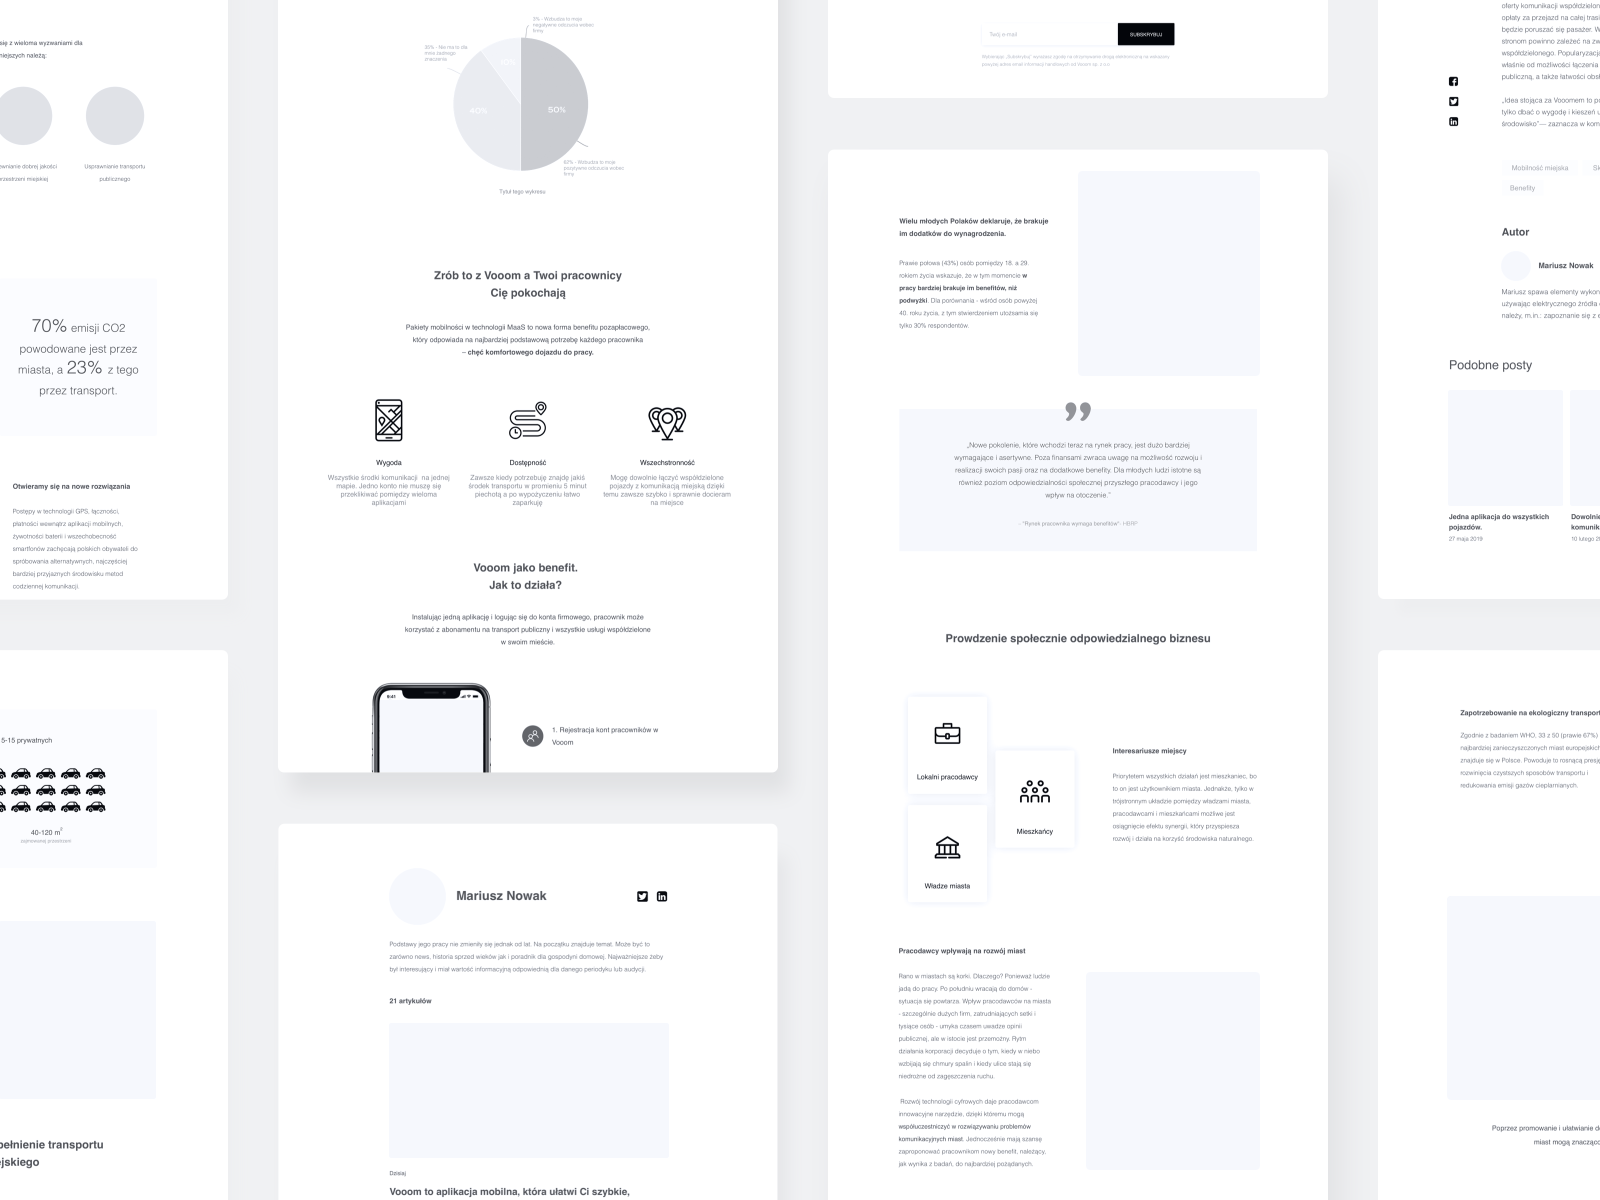 się z wieloma wyzwaniami dla
niejszych należą:
ewnianie dobrej jakości
przestrzeni miejskiej
Usprawnianie transportu
publicznego
70% emisji CO2
powodowane jest przez
miasta, a 23% z tego
przez transport.
Otwieramy się na nowe rozwiązania
Postępy w technologii GPS, łączności,
płatności wewnątrz aplikacji mobilnych,
żywotności baterii i wszechobecność
smartfonów zachęcają polskich obywateli do
spróbowania alternatywnych, najczęściej
bardziej przyjaznych środowisku metod
codziennej komunikacji.
5-15 prywatnych
40-120 m²
zajmowanej przestrzeni
pełnienie transportu
ejskiego
3% - Wzbudza to moje
negatywne odczucia wobec
firmy
20% - Nie ma to dla
mnie żadnego
znaczenia
10%
40%
50%
62% - Wzbudza to moje
pozytywne odczucia wobec
firmy
Tytuł tego wykresu
Zrób to z Vooom a Twoi pracownicy
Cię pokochają
Pakiety mobilności w technologii MaaS to nowa forma benefitu pozapłacowego,
który odpowiada na najbardziej podstawową potrzebę każdego pracownika
– chęć komfortowego dojazdu do pracy.
Wygoda
Wszystkie środki komunikacji na jednej
mapie. Jedno konto nie muszę się
przeklikiwać pomiędzy wieloma
aplikacjami
Dostępność
Zawsze kiedy potrzebuję znajdę jakiś
środek transportu w promieniu 5 minut
piechotą a po wypożyczeniu łatwo
zaparkuję
Wszechstronność
Mogę dowolnie łączyć współdzielone
pojazdy z komunikacją miejską dzięki
temu zawsze szybko i sprawnie docieram
na miejsce
Vooom jako benefit.
Jak to działa?
Instalując jedną aplikację i logując się do konta firmowego, pracownik może
korzystać z abonamentu na transport publiczny i wszystkie usługi współdzielone
w swoim mieście.
9:41
1. Rejestracja kont pracowników w
Vooom
Mariusz Nowak
Podstawy jego pracy nie zmieniły się jednak od lat. Na początku znajduje temat. Może być to
zarówno news, historia sprzed wieków jak i poradnik dla gospodyni domowej. Najważniejsze żeby
był interesujący i miał wartość informacyjną odpowiednią dla danego periodyku lub audycji.
21 artykułów
Dzisiaj
Vooom to aplikacja mobilna, która ułatwi Ci szybkie,
Twój e-mail
SUBSKRYBUJ
Wielu młodych Polaków deklaruje, że brakuje
im dodatków do wynagrodzenia.
Prawie połowa (43%) osób pomiędzy 18. a 29.
rokiem życia wskazuje, że w tym momencie w
pracy bardziej brakuje im benefitów, niż
podwyżki. Dla porównania - wśród osób powyżej
40. roku życia, z tym stwierdzeniem utożsamia się
tylko 30% respondentów.
”
„Nowe pokolenie, które wchodzi teraz na rynek pracy, jest dużo bardziej
wymagające i asertywne. Poza finansami zwraca uwagę na możliwość rozwoju i
realizacji swoich pasji oraz na dodatkowe benefity. Dla młodych ludzi istotne są
również poziom odpowiedzialności społecznej przyszłego pracodawcy i jego
wpływ na otoczenie.”
- "Rynek pracownika wymaga benefitów"- HBRP
Prowdzenie społecznie odpowiedzialnego biznesu
Lokalni pracodawcy
Mieszkańcy
Władze miasta
Interesariusze miejscy
Priorytetem wszystkich działań jest mieszkaniec, bo
to on jest użytkownikiem miasta. Jednakże, tylko w
trójstronnym układzie pomiędzy władzami miasta,
pracodawcami i mieszkańcami możliwe jest
osiągnięcie efektu synergii, który przyspiesza
rozwój i działa na korzyść środowiska naturalnego.
Pracodawcy wpływają na rozwój miast
Rano w miastach są korki. Dlaczego? Ponieważ ludzie
jadą do pracy. Po południu wracają do domów -
sytuacja się powtarza. Wpływ pracodawców na miasta
- szczególnie dużych firm, zatrudniających setki i
tysiące osób - umyka czasem uwadze opinii
publicznej, ale w istocie jest przemożny. Rytm
działania korporacji decyduje o tym, kiedy w niebo
wzbijają się chmury spalin i kiedy ulice stają się
niedrożne od zagęszczenia ruchu.
Rozwój technologii cyfrowych daje pracodawcom
innowacyjne narzędzie, dzięki któremu mogą
współuczestniczyć w rozwiązywaniu problemów
komunikacyjnych miast. Jednocześnie mają szansę
zaproponować pracownikom nowy benefit, należący,
jak wynika z badań, do najbardziej pożądanych.
oferty komunikacji współdzielon
opłaty za przejazd na całej trasi
będzie poruszać się pasażer. W
stronom powinno zależeć na zw
współdzielonego. Popularyzacja
właśnie od możliwości łączenia
publiczną, a także łatwości obsł
„Idea stojąca za Vooomem to po
tylko dbać o wygodę i kieszeń u
środowisko”— zaznacza w kom
Mobilność miejska
Sk
Benefity
Autor
Mariusz Nowak
Mariusz spawa elementy wykon
używając elektrycznego źródła
należy, m.in.: zapoznanie się z e
Podobne posty
Jedna aplikacja do wszystkich
pojazdów.
27 maja 2019
Dowolnie
komunik
10 lutego 20
Zapotrzebowanie na ekologiczny transport
Zgodnie z badaniem WHO, 33 z 50 (prawie 67%)
najbardziej zanieczyszczonych miast europejskich
znajduje się w Polsce. Powoduje to rosnącą presję
rozwinięcia czystszych sposobów transportu i
redukowania emisji gazów cieplarnianych.
Poprzez promowanie i ułatwianie do
miast mogą znacząco